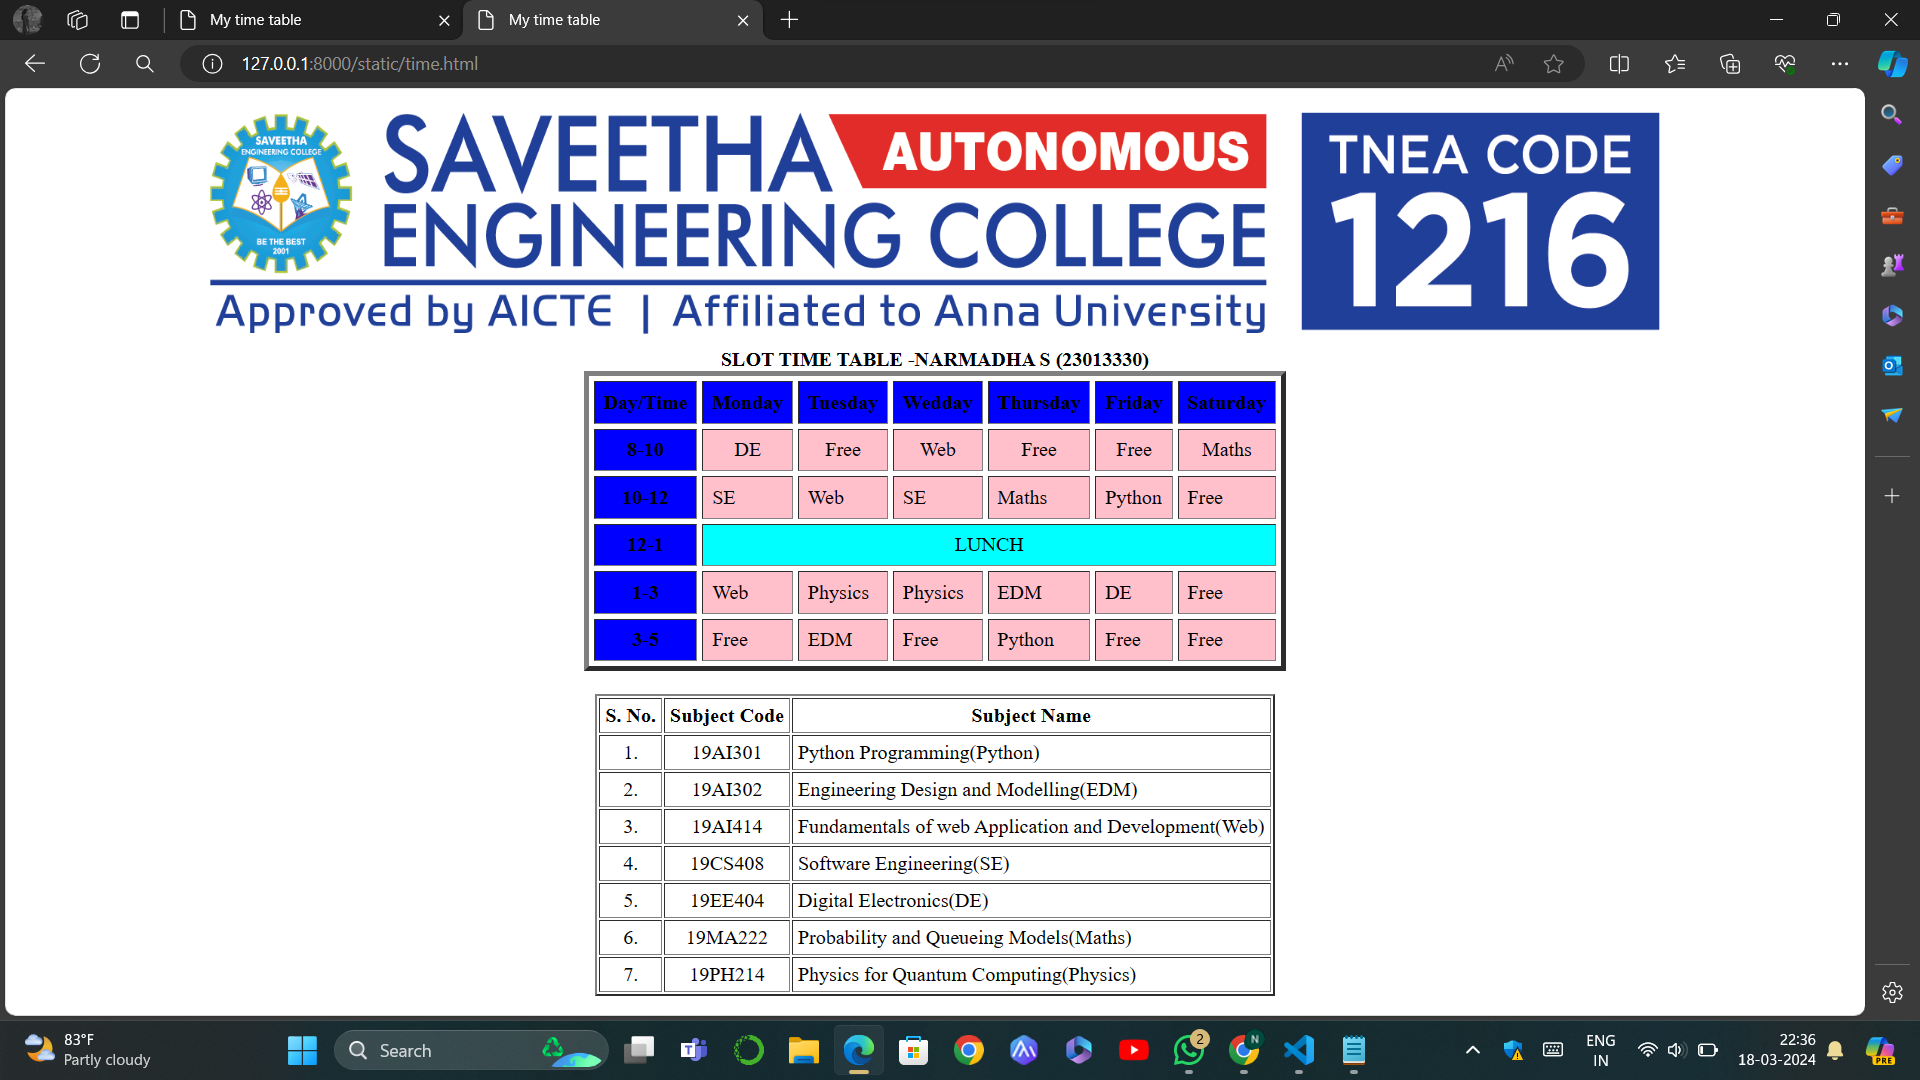 My time table
My time table
127.0.0.1:8000/static/time.html
SAVEETHA
ENGINEERING COLLEGE
BE THE BEST
2001
SAVEETHA AUTONOMOUS
ENGINEERING COLLEGE
Approved by AICTE | Affiliated to Anna University
TNEA CODE
1216
SLOT TIME TABLE -NARMADHA S (23013330)
Day/Time Monday Tuesday Wedday Thursday Friday Saturday
8-10 DE Free Web Free Free Maths
10-12 SE Web SE Maths Python Free
12-1 LUNCH
1-3 Web Physics Physics EDM DE Free
3-5 Free EDM Free Python Free Free
S. No. Subject Code Subject Name
1. 19AI301 Python Programming(Python)
2. 19AI302 Engineering Design and Modelling(EDM)
3. 19AI414 Fundamentals of web Application and Development(Web)
4. 19CS408 Software Engineering(SE)
5. 19EE404 Digital Electronics(DE)
6. 19MA222 Probability and Queueing Models(Maths)
7. 19PH214 Physics for Quantum Computing(Physics)
83°F
Partly cloudy
Search
2
N
ENG
IN
22:36
18-03-2024
PRE